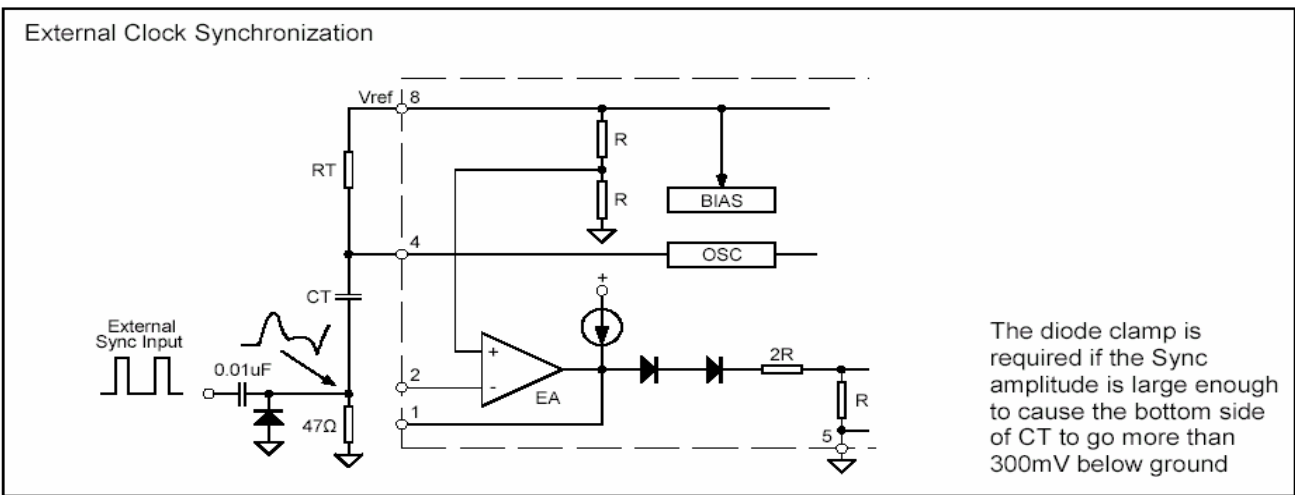 External Clock Synchronization
Vref
8
R
RT
R
BIAS
4
OSC
CT
+
External
Sync Input
0.01uF
2R
+
2
-
EA
R
47Ω
1
5
The diode clamp is
required if the Sync
amplitude is large enough
to cause the bottom side
of CT to go more than
300mV below ground